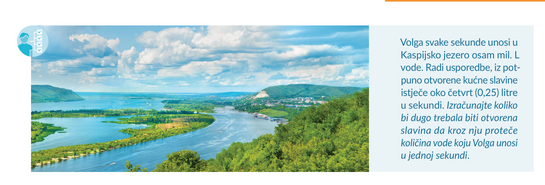 Volga svake sekunde unosi u
Kaspijsko jezero osam mil. L
vode. Radi usporedbe, iz pot-
puno otvorene kućne slavine
istječe oko četvrt (0,25) litre
u sekundi. Izračunajte koliko
bi dugo trebala biti otvorena
slavina da kroz nju proteče
količina vode koju Volga unosi
u jednoj sekundi.